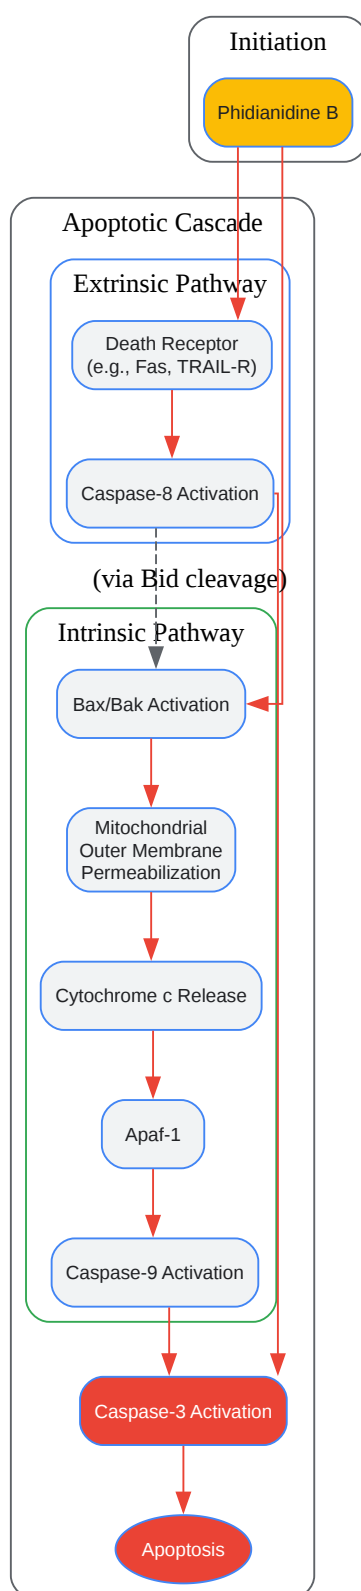 Initiation
Phidianidine B
Apoptotic Cascade
Extrinsic Pathway
Death Receptor
(e.g., Fas, TRAIL-R)
Caspase-8 Activation
(via Bid cleavage)
Intrinsic Pathway
Bax/Bak Activation
Mitochondrial
Outer Membrane
Permeabilization
Cytochrome c Release
Apaf-1
Caspase-9 Activation
Caspase-3 Activation
Apoptosis